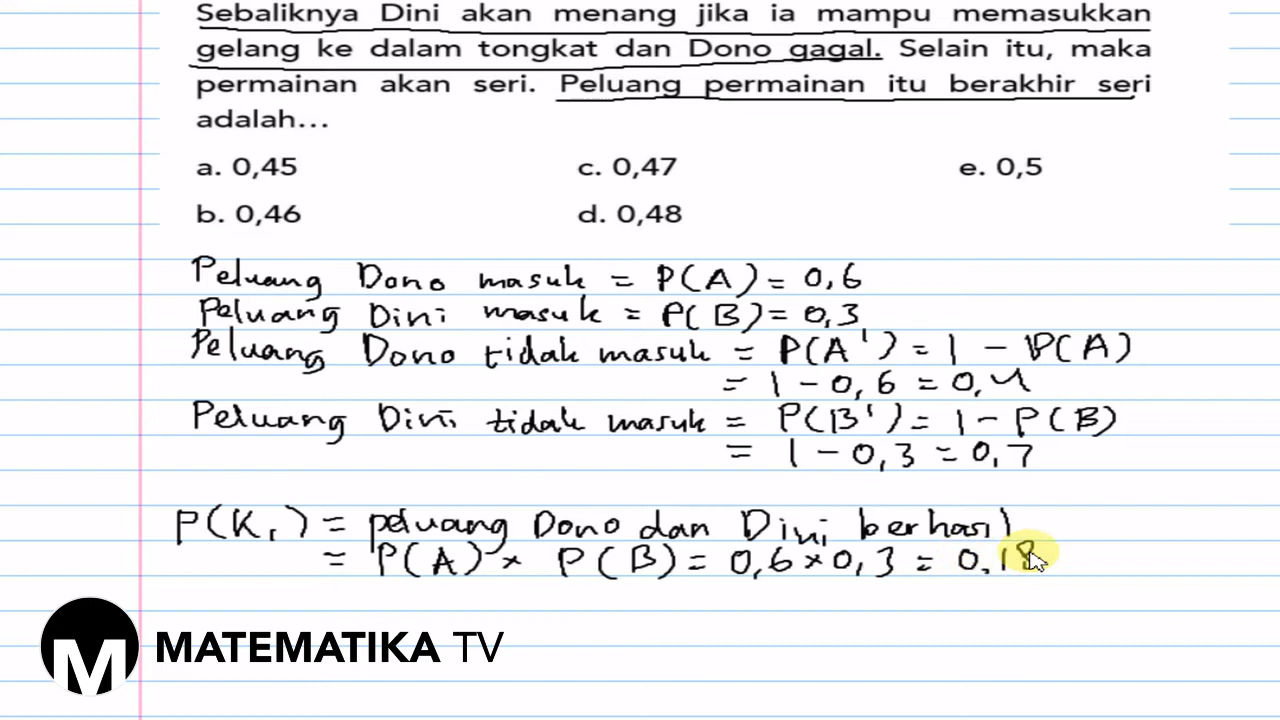 Sebaliknya Dini akan menang jika ia mampu memasukkan
gelang ke dalam tongkat dan Dono gagal. Selain itu, maka
permainan akan seri. Peluang permainan itu berakhir seri
adalah...
a. 0,45 c. 0,47 e. 0,5
b. 0,46 d. 0,48
Peluang Dono masuk = P(A) = 0,6
Peluang Dini masuk = P(B) = 0,3
Peluang Dono tidak masuk = P(A') = 1 - P(A)
= 1 - 0,6 = 0,4
Peluang Dini tidak masuk = P(B') = 1 - P(B)
= 1 - 0,3 = 0,7
P(K₁) = peluang Dono dan Dini berhasil
= P(A) × P(B) = 0,6 × 0,3 = 0,18
M MATEMATIKA TV